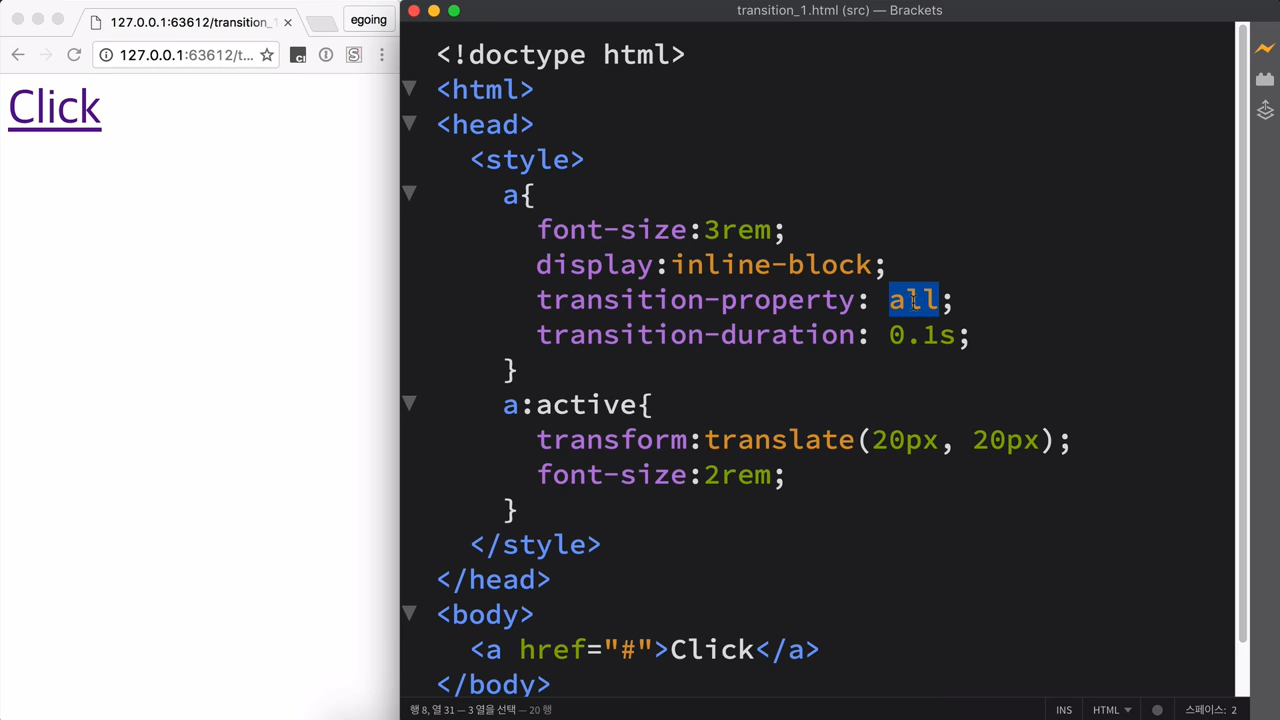 127.0.0.1:63612/transition_1
egoing
127.0.0.1:63612/t...
Click
transition_1.html (src) — Brackets
<!doctype html>
<html>
<head>
<style>
a{
font-size:3rem;
display:inline-block;
transition-property: all;
transition-duration: 0.1s;
}
a:active{
transform:translate(20px, 20px);
font-size:2rem;
}
</style>
</head>
<body>
<a href="#">Click</a>
</body>
행 8, 열 31 — 3 열을 선택 — 20 행
INS
HTML
스페이스: 2